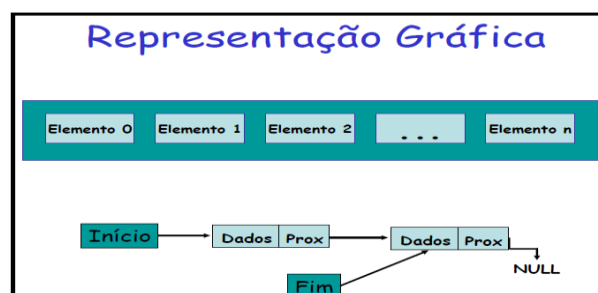 Representação Gráfica
Elemento 0 Elemento 1 Elemento 2 ... Elemento n
Início Dados Prox Dados Prox
NULL
Fim